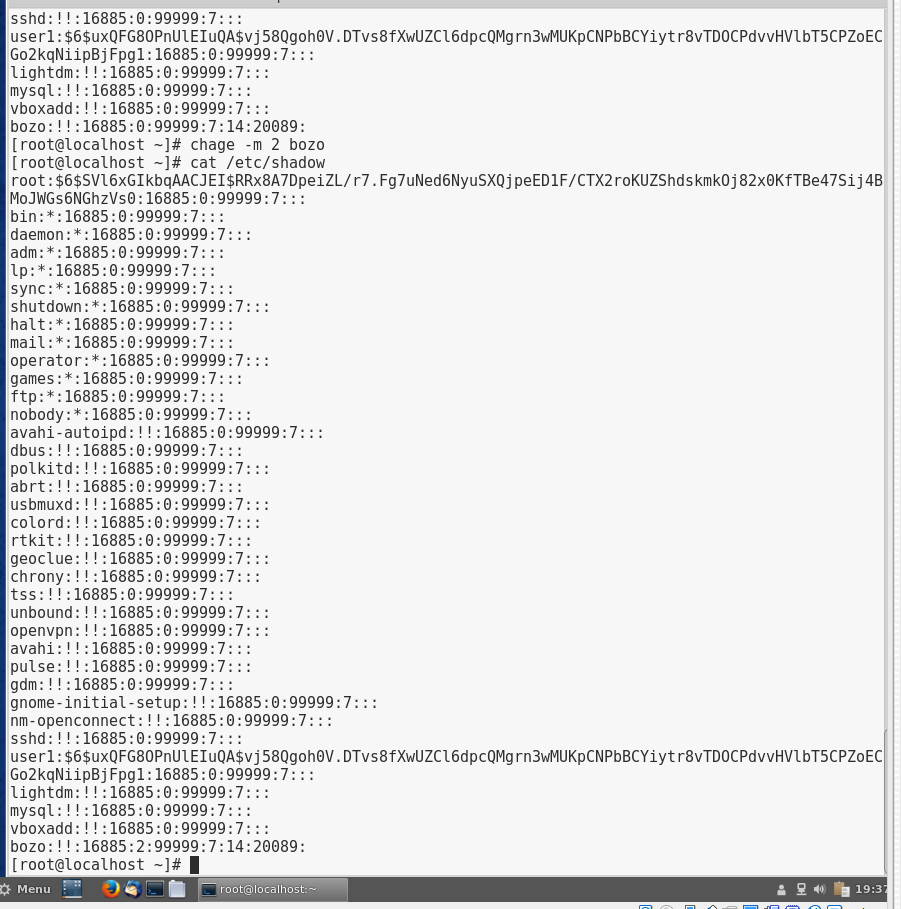 sshd:!!:16885:0:99999:7:::
user1:$6$uxQFG8OPnUlEIuQA$vj58Qgoh0V.DTvs8fXwUZCl6dpcQMgrn3wMUKpCNPbBCYiytr8vTDOCPdvvHVlbT5CPZoEC
Go2kqNiipBjFpg1:16885:0:99999:7:::
lightdm:!!:16885:0:99999:7:::
mysql:!!:16885:0:99999:7:::
vboxadd:!!:16885:0:99999:7:::
bozo:!!:16885:0:99999:7:14:20089:
[root@localhost ~]# chage -m 2 bozo
[root@localhost ~]# cat /etc/shadow
root:$6$SVl6xGIkbqAACJEI$RRx8A7DpeiZL/r7.Fg7uNed6NyuSXQjpeED1F/CTX2roKUZShdskmkOj82x0KfTBe47Sij4B
MoJWGs6NGhzVs0:16885:0:99999:7:::
bin:*:16885:0:99999:7:::
daemon:*:16885:0:99999:7:::
adm:*:16885:0:99999:7:::
lp:*:16885:0:99999:7:::
sync:*:16885:0:99999:7:::
shutdown:*:16885:0:99999:7:::
halt:*:16885:0:99999:7:::
mail:*:16885:0:99999:7:::
operator:*:16885:0:99999:7:::
games:*:16885:0:99999:7:::
ftp:*:16885:0:99999:7:::
nobody:*:16885:0:99999:7:::
avahi-autoipd:!!:16885:0:99999:7:::
dbus:!!:16885:0:99999:7:::
polkitd:!!:16885:0:99999:7:::
abrt:!!:16885:0:99999:7:::
usbmuxd:!!:16885:0:99999:7:::
colord:!!:16885:0:99999:7:::
rtkit:!!:16885:0:99999:7:::
geoclue:!!:16885:0:99999:7:::
chrony:!!:16885:0:99999:7:::
tss:!!:16885:0:99999:7:::
unbound:!!:16885:0:99999:7:::
openvpn:!!:16885:0:99999:7:::
avahi:!!:16885:0:99999:7:::
pulse:!!:16885:0:99999:7:::
gdm:!!:16885:0:99999:7:::
gnome-initial-setup:!!:16885:0:99999:7:::
nm-openconnect:!!:16885:0:99999:7:::
sshd:!!:16885:0:99999:7:::
user1:$6$uxQFG8OPnUlEIuQA$vj58Qgoh0V.DTvs8fXwUZCl6dpcQMgrn3wMUKpCNPbBCYiytr8vTDOCPdvvHVlbT5CPZoEC
Go2kqNiipBjFpg1:16885:0:99999:7:::
lightdm:!!:16885:0:99999:7:::
mysql:!!:16885:0:99999:7:::
vboxadd:!!:16885:0:99999:7:::
bozo:!!:16885:2:99999:7:14:20089:
[root@localhost ~]#
Menu root@localhost:~ 19:37